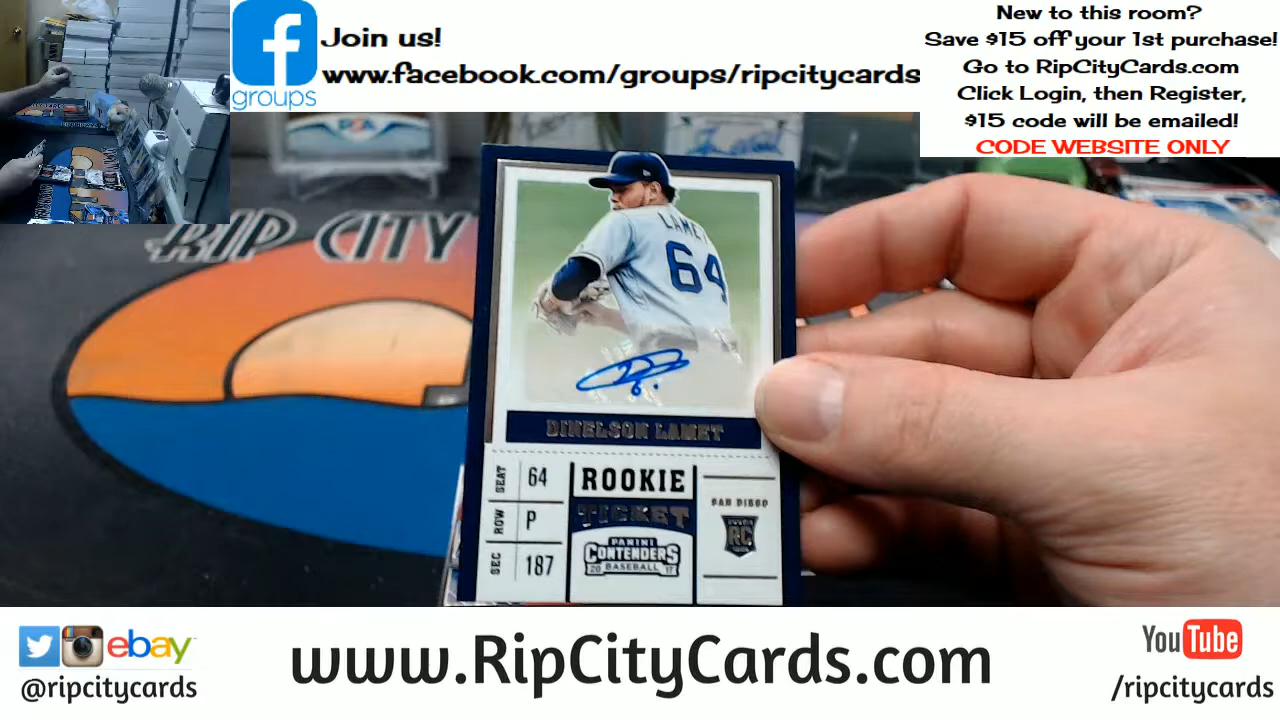 f
groups
Join us!
www.facebook.com/groups/ripcitycards
New to this room?
Save $15 off your 1st purchase!
Go to RipCityCards.com
Click Login, then Register,
$15 code will be emailed!
CODE WEBSITE ONLY
PSA
RIP CITY
LAMET
64
DINELSON LAMET
SEAT 64
ROW P
SEC 187
ROOKIE
TICKET
PANINI
CONTENDERS
2017 BASEBALL
SAN DIEGO
RC
ebay
@ripcitycards
www.RipCityCards.com
YouTube
/ripcitycards